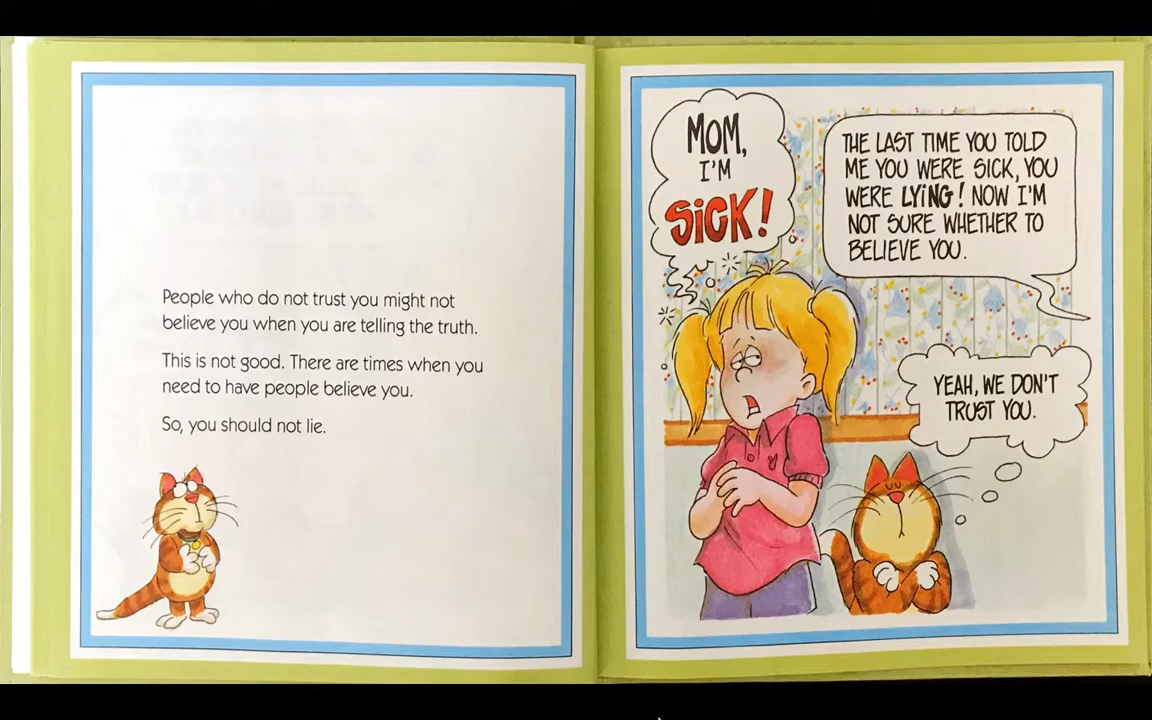 People who do not trust you might not
believe you when you are telling the truth.
This is not good. There are times when you
need to have people believe you.
So, you should not lie.
MOM,
I'M
SiCK!
THE LAST TIME YOU TOLD
ME YOU WERE SICK, YOU
WERE LYING! NOW I'M
NOT SURE WHETHER TO
BELIEVE YOU.
YEAH, WE DON'T
TRUST YOU.